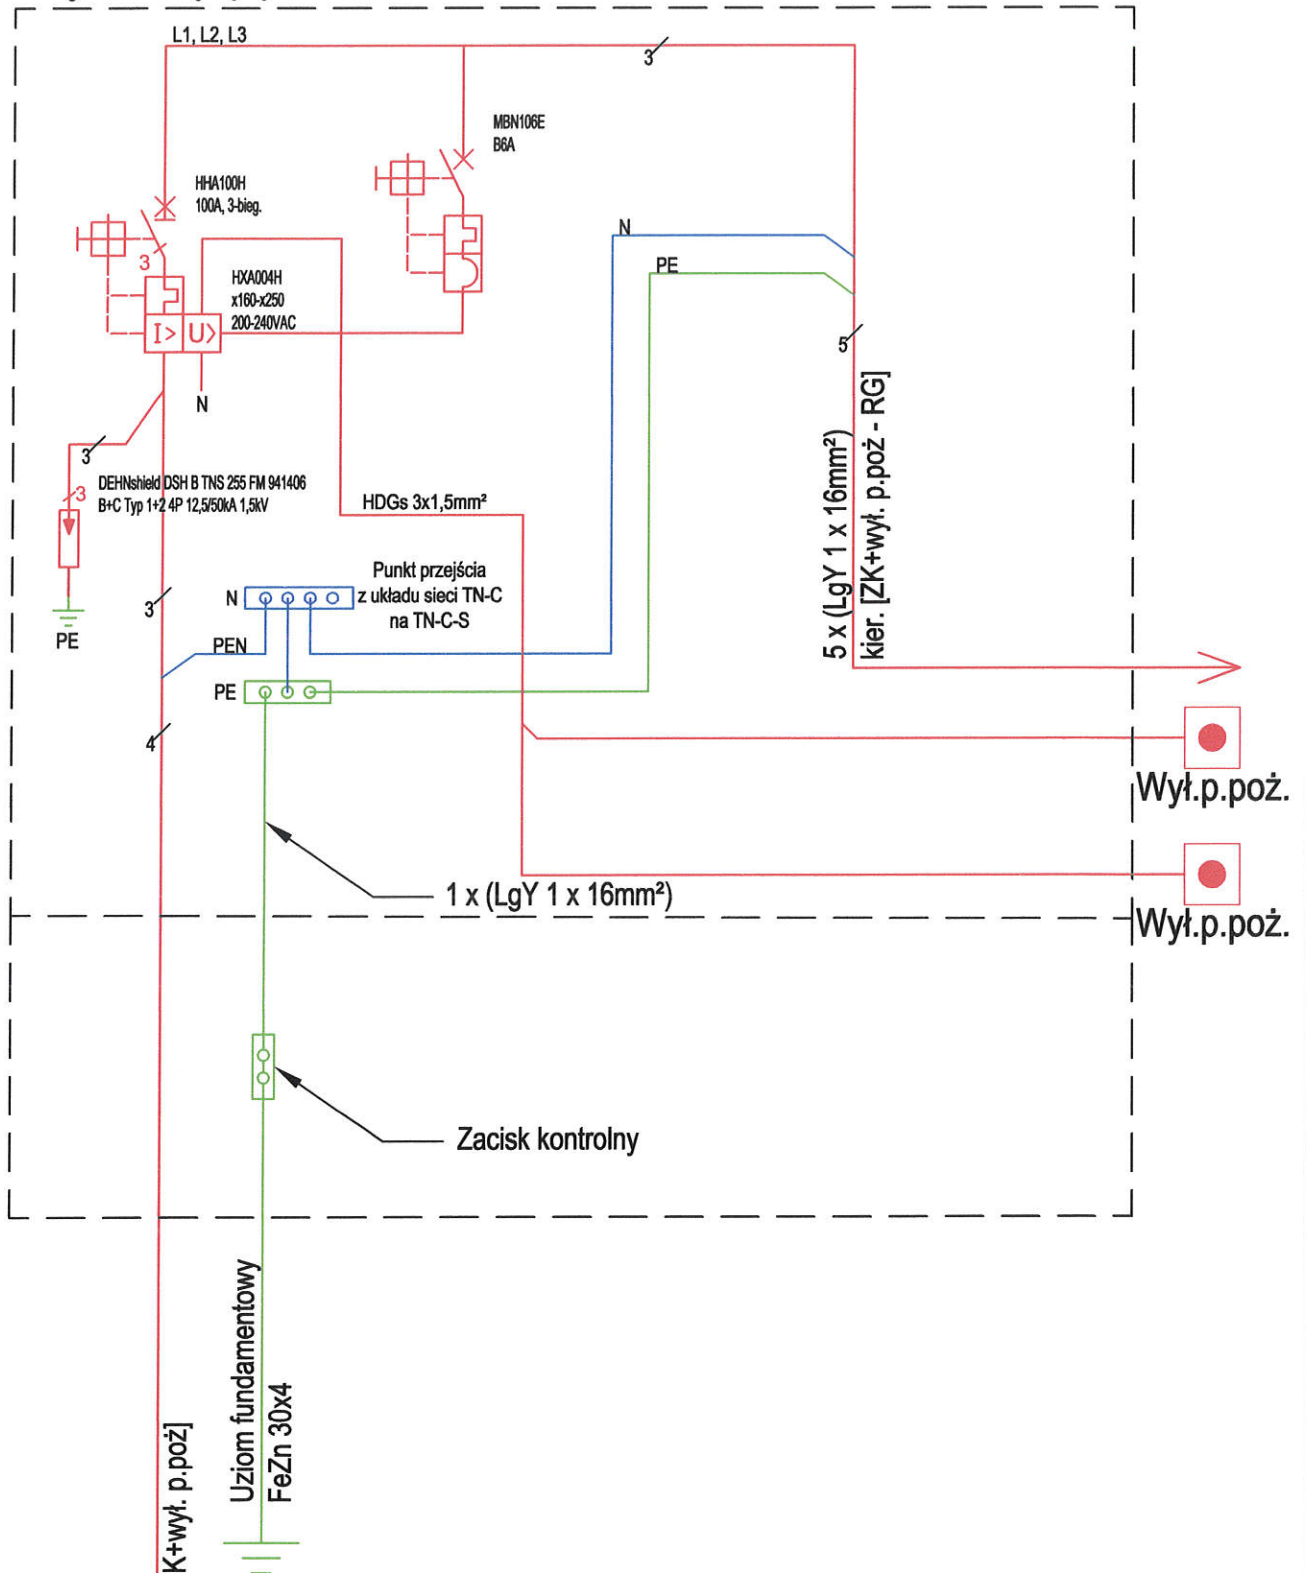 L1, L2, L3
3
MBN106E
B6A
HHA100H
100A, 3-bieg.
3
HXA004H
x160-x250
200-240VAC
I>
U>
N
N
PE
5
3
3
DEHNshield DSH B TNS 255 FM 941406
B+C Typ 1+2 4P 12,5/50kA 1,5kV
HDGs 3x1,5mm²
5 x (LgY 1 x 16mm²)
kier. [ZK+wył. p.poż - RG]
Punkt przejścia
z układu sieci TN-C
na TN-C-S
3
N
PE
PEN
PE
4
Wył.p.poż.
1 x (LgY 1 x 16mm²)
Wył.p.poż.
Zacisk kontrolny
Uziom fundamentowy
FeZn 30x4
K+wył. p.poż]